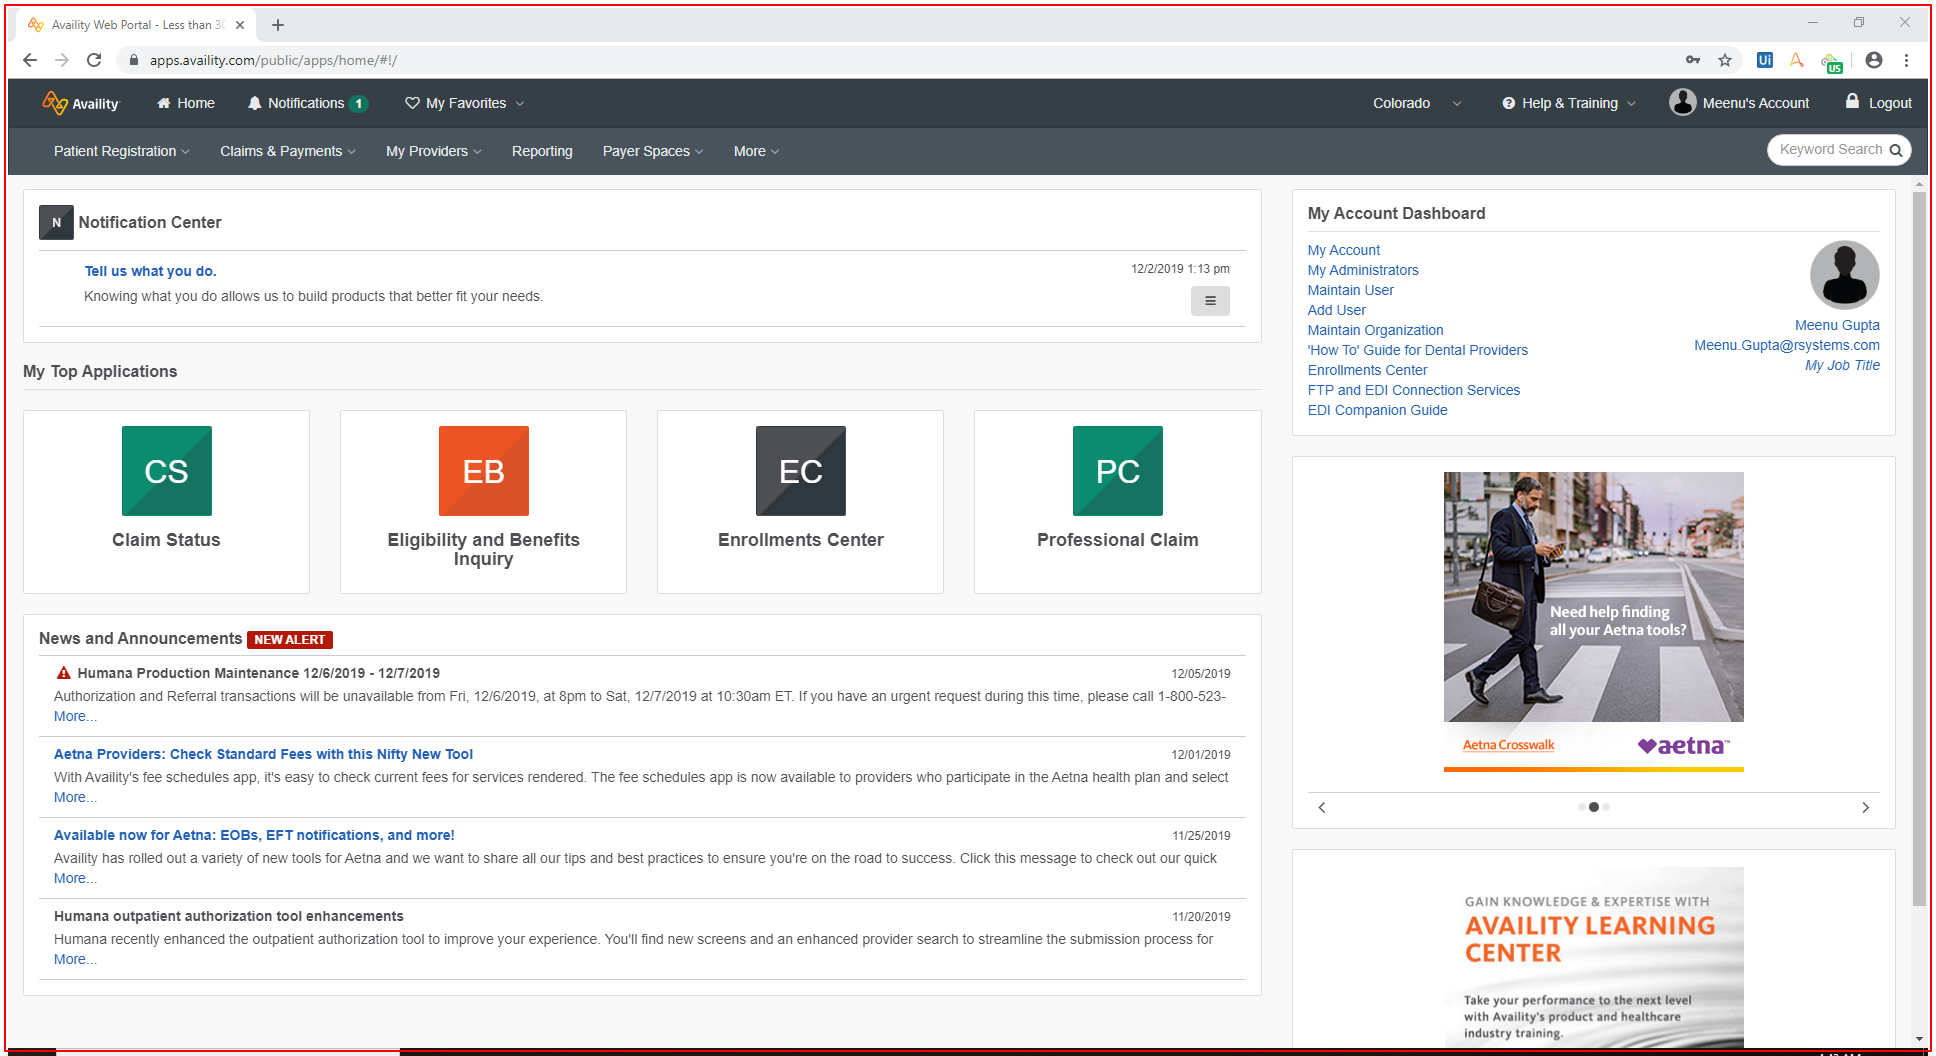 Availity Web Portal - Less than 30
apps.availity.com/public/apps/home/#!/
Ui
US
Availity
Home
Notifications 1
My Favorites
Colorado
Help & Training
Meenu's Account
Logout
Patient Registration
Claims & Payments
My Providers
Reporting
Payer Spaces
More
Keyword Search
N
Notification Center
Tell us what you do.
12/2/2019 1:13 pm
Knowing what you do allows us to build products that better fit your needs.
My Top Applications
CS
Claim Status
EB
Eligibility and Benefits
Inquiry
EC
Enrollments Center
PC
Professional Claim
News and Announcements NEW ALERT
Humana Production Maintenance 12/6/2019 - 12/7/2019
12/05/2019
Authorization and Referral transactions will be unavailable from Fri, 12/6/2019, at 8pm to Sat, 12/7/2019 at 10:30am ET. If you have an urgent request during this time, please call 1-800-523-
More...
Aetna Providers: Check Standard Fees with this Nifty New Tool
12/01/2019
With Availity's fee schedules app, it's easy to check current fees for services rendered. The fee schedules app is now available to providers who participate in the Aetna health plan and select
More...
Available now for Aetna: EOBs, EFT notifications, and more!
11/25/2019
Availity has rolled out a variety of new tools for Aetna and we want to share all our tips and best practices to ensure you're on the road to success. Click this message to check out our quick
More...
Humana outpatient authorization tool enhancements
11/20/2019
Humana recently enhanced the outpatient authorization tool to improve your experience. You'll find new screens and an enhanced provider search to streamline the submission process for
More...
My Account Dashboard
My Account
My Administrators
Maintain User
Add User
Maintain Organization
'How To' Guide for Dental Providers
Enrollments Center
FTP and EDI Connection Services
EDI Companion Guide
Meenu Gupta
Meenu.Gupta@rsystems.com
My Job Title
Need help finding
all your Aetna tools?
Aetna Crosswalk
aetna™
GAIN KNOWLEDGE & EXPERTISE WITH
AVAILITY LEARNING
CENTER
Take your performance to the next level
with Availity's product and healthcare
industry training.